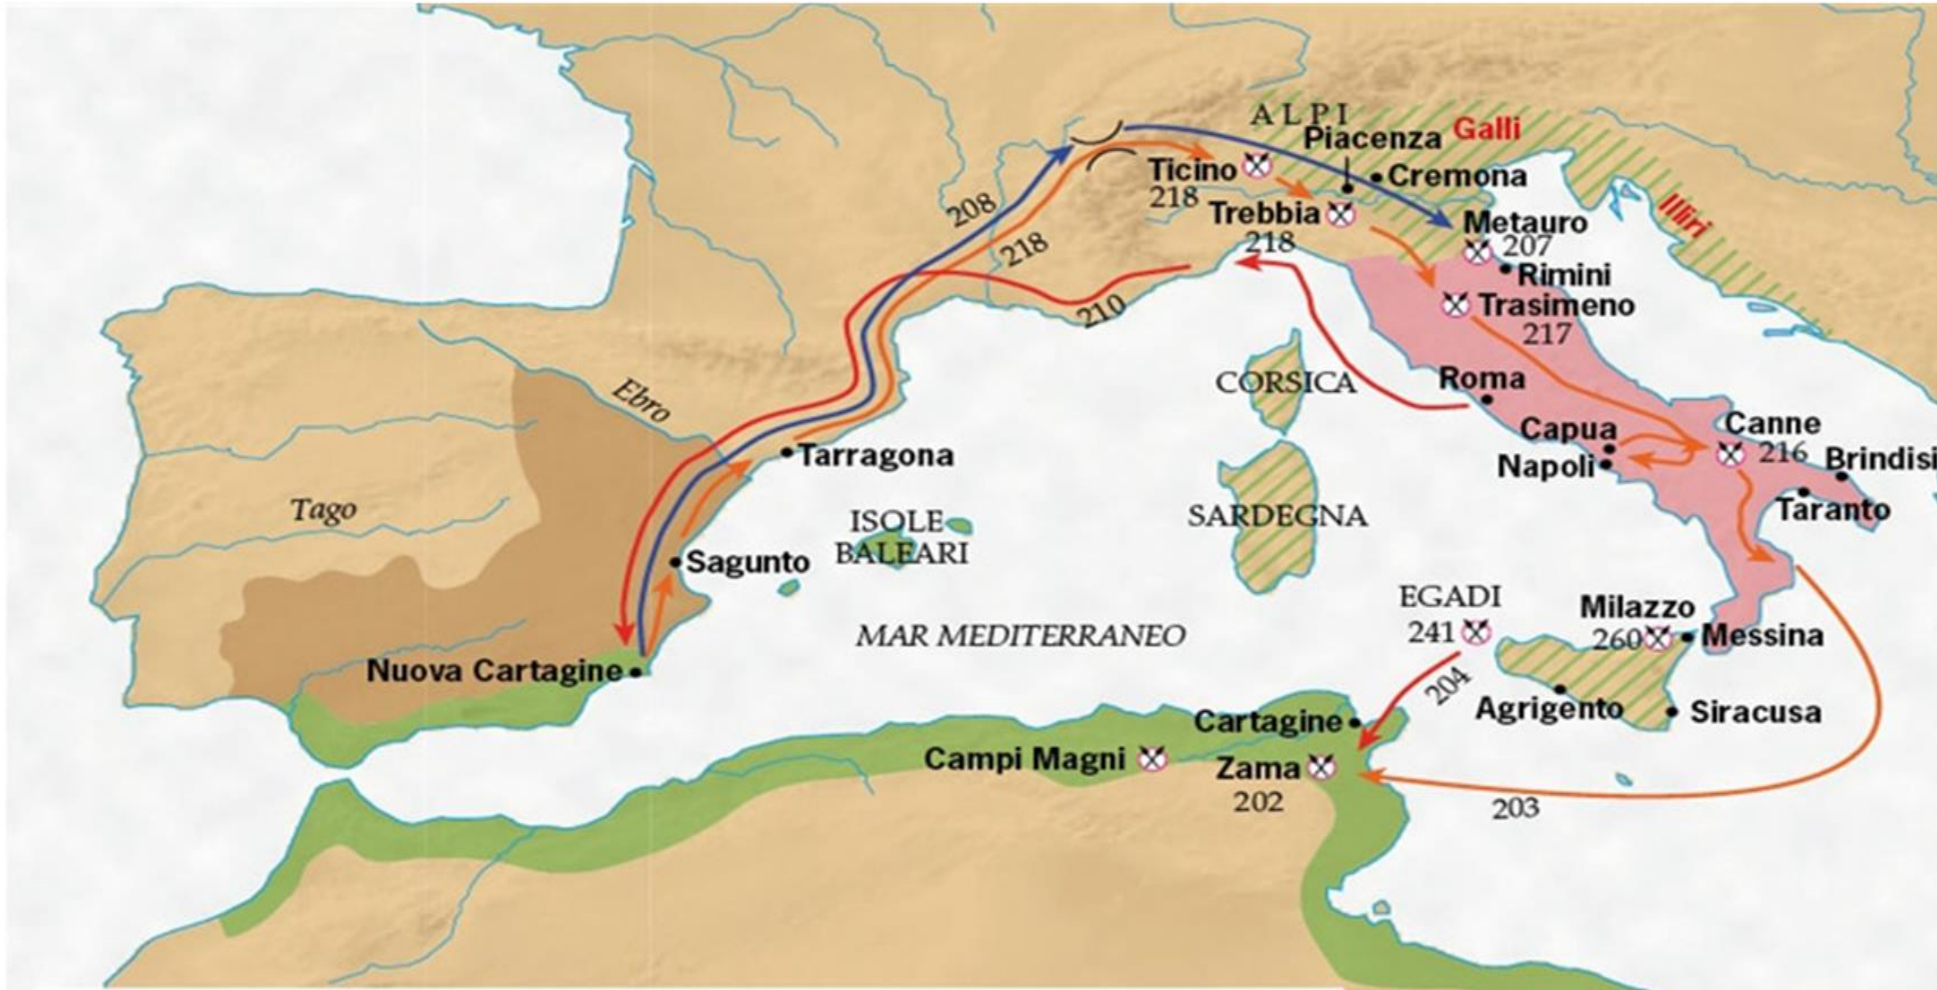 ALPI
Piacenza
Galli
Ticino
218
Cremona
208
Trebbia
218
Illiri
Metauro
207
218
Rimini
210
Trasimeno
217
Ebro
CORSICA
Roma
Capua
Canne
216
Napoli
Brindisi
Tarragona
Tago
ISOLE
BALEARI
SARDEGNA
Taranto
Sagunto
EGADI
241
Milazzo
260
Messina
MAR MEDITERRANEO
Nuova Cartagine
204
Agrigento
Siracusa
Cartagine
Campi Magni
Zama
202
203